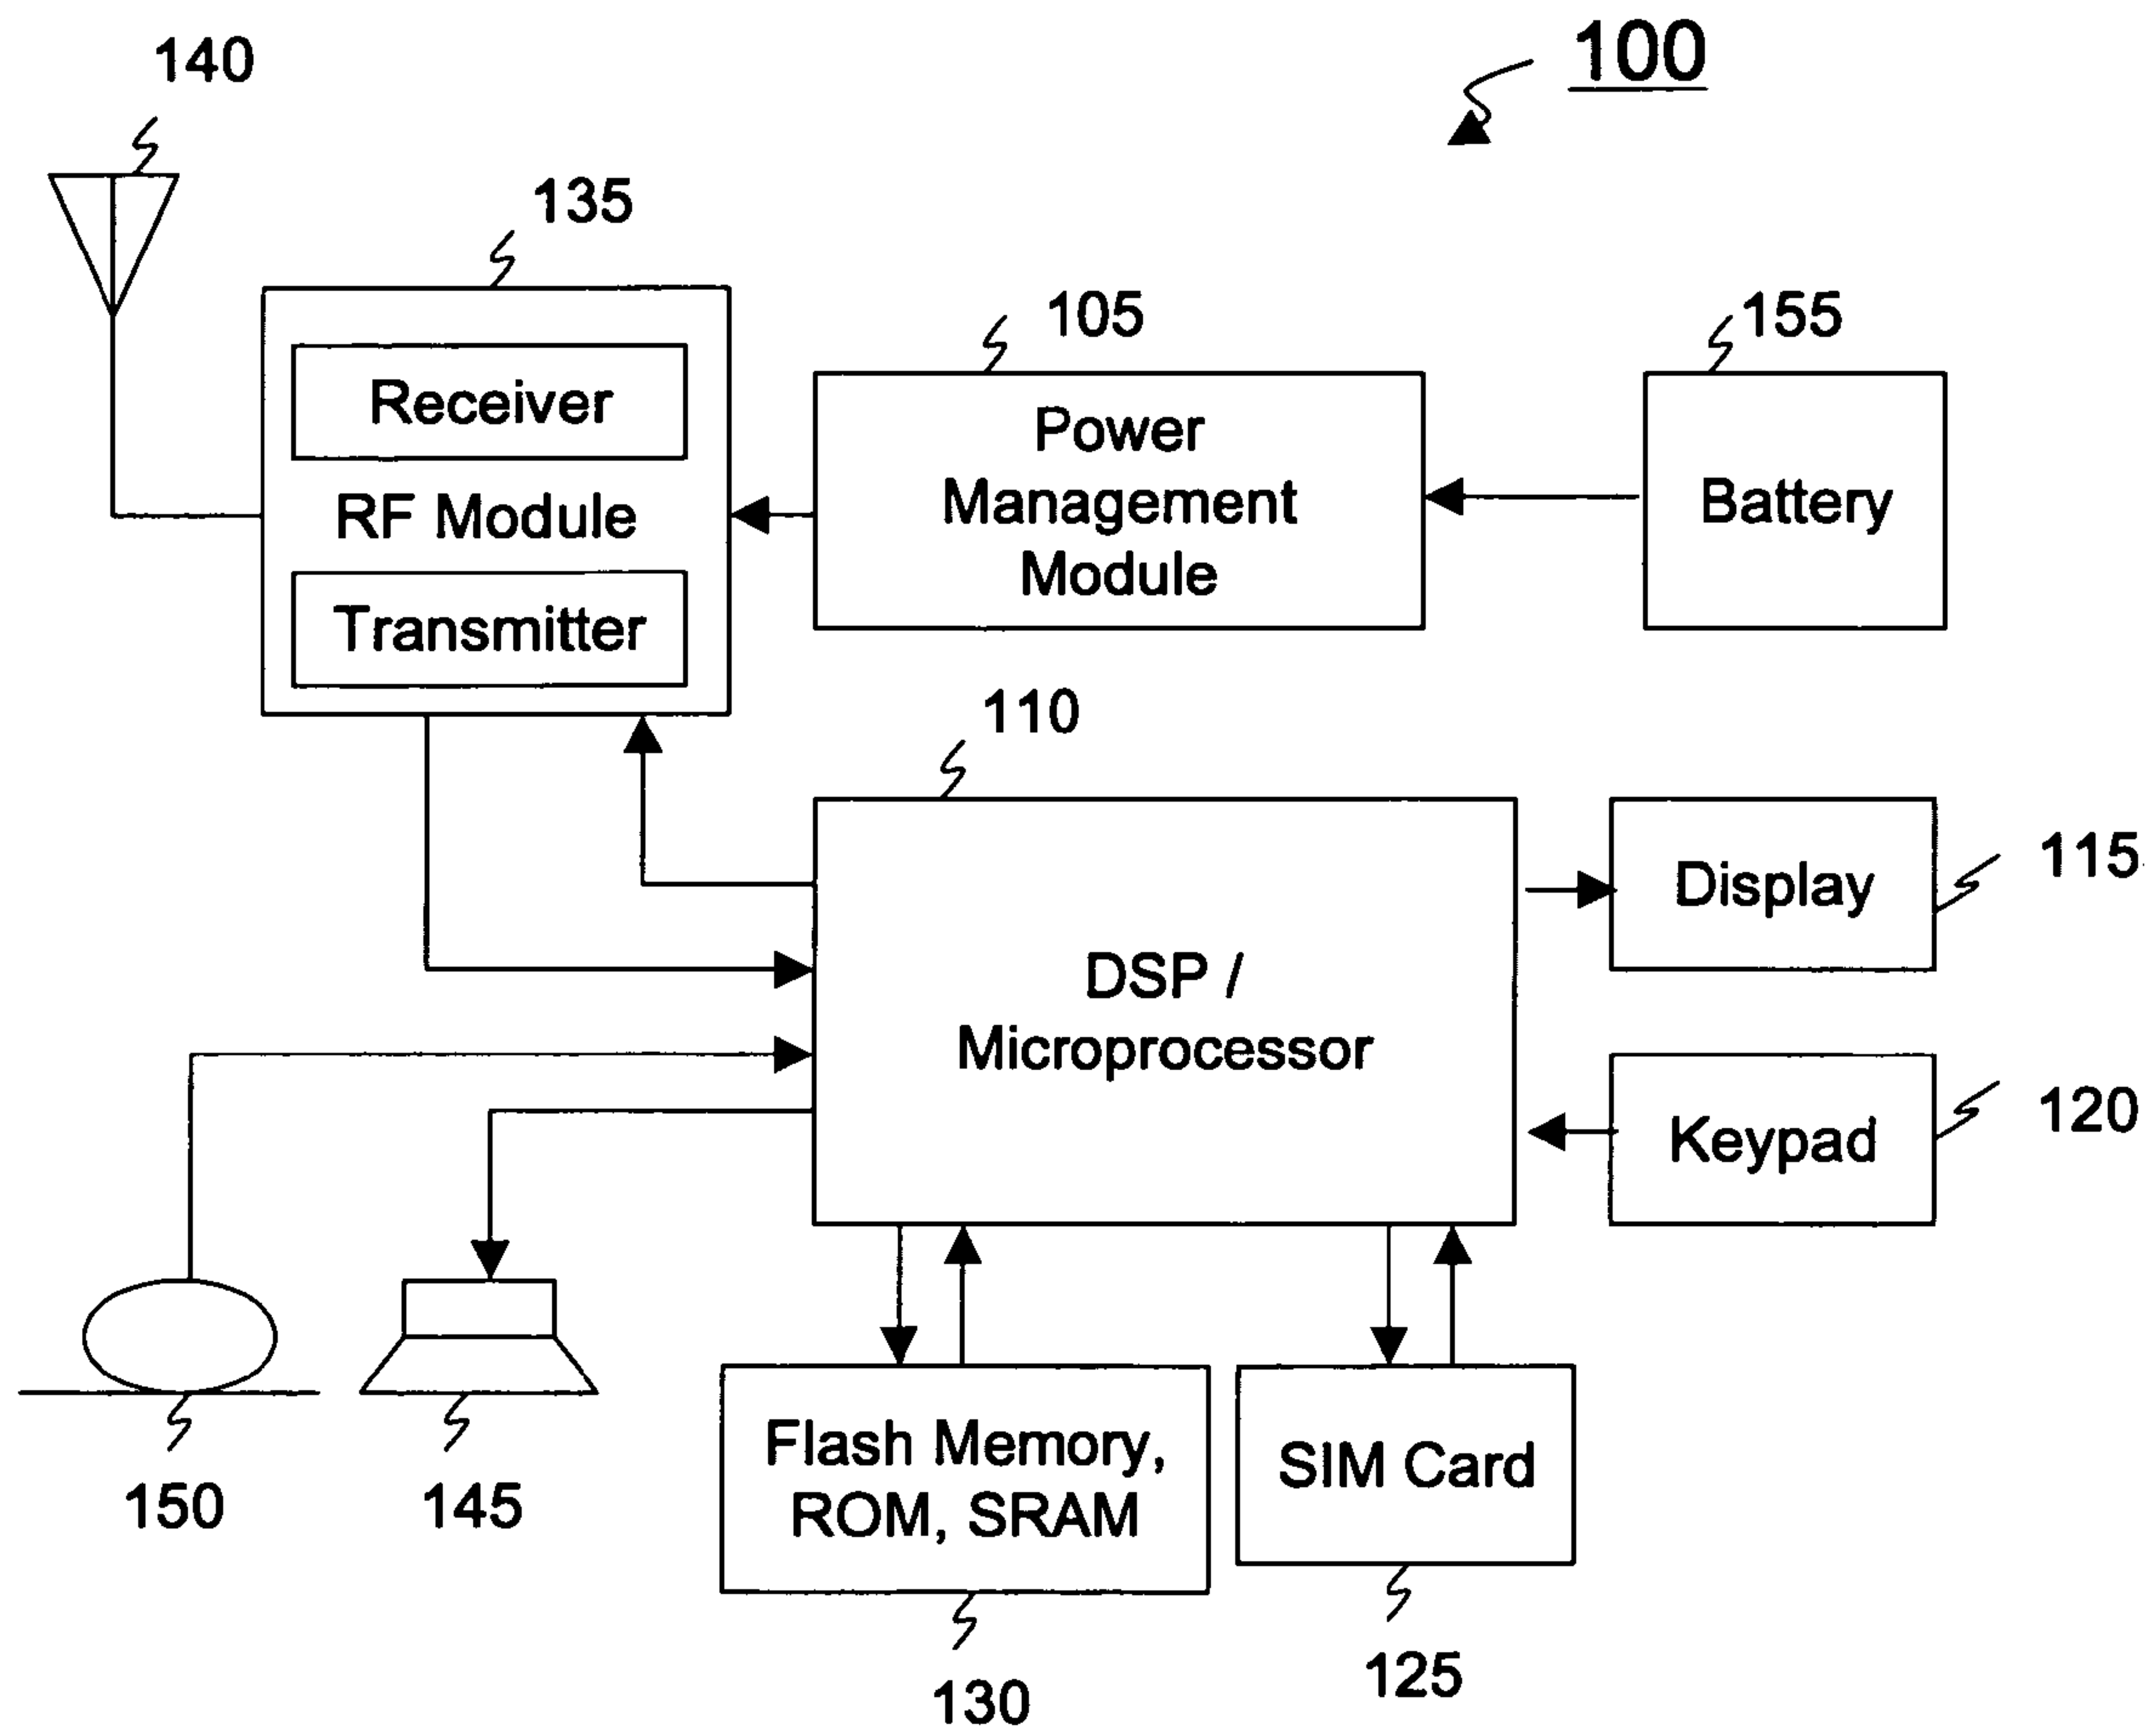 100
140
135
105
155
Receiver
RF Module
Transmitter
Power
Management
Module
Battery
110
115
Display
DSP /
Microprocessor
120
Keypad
150
145
Flash Memory,
ROM, SRAM
SIM Card
130
125